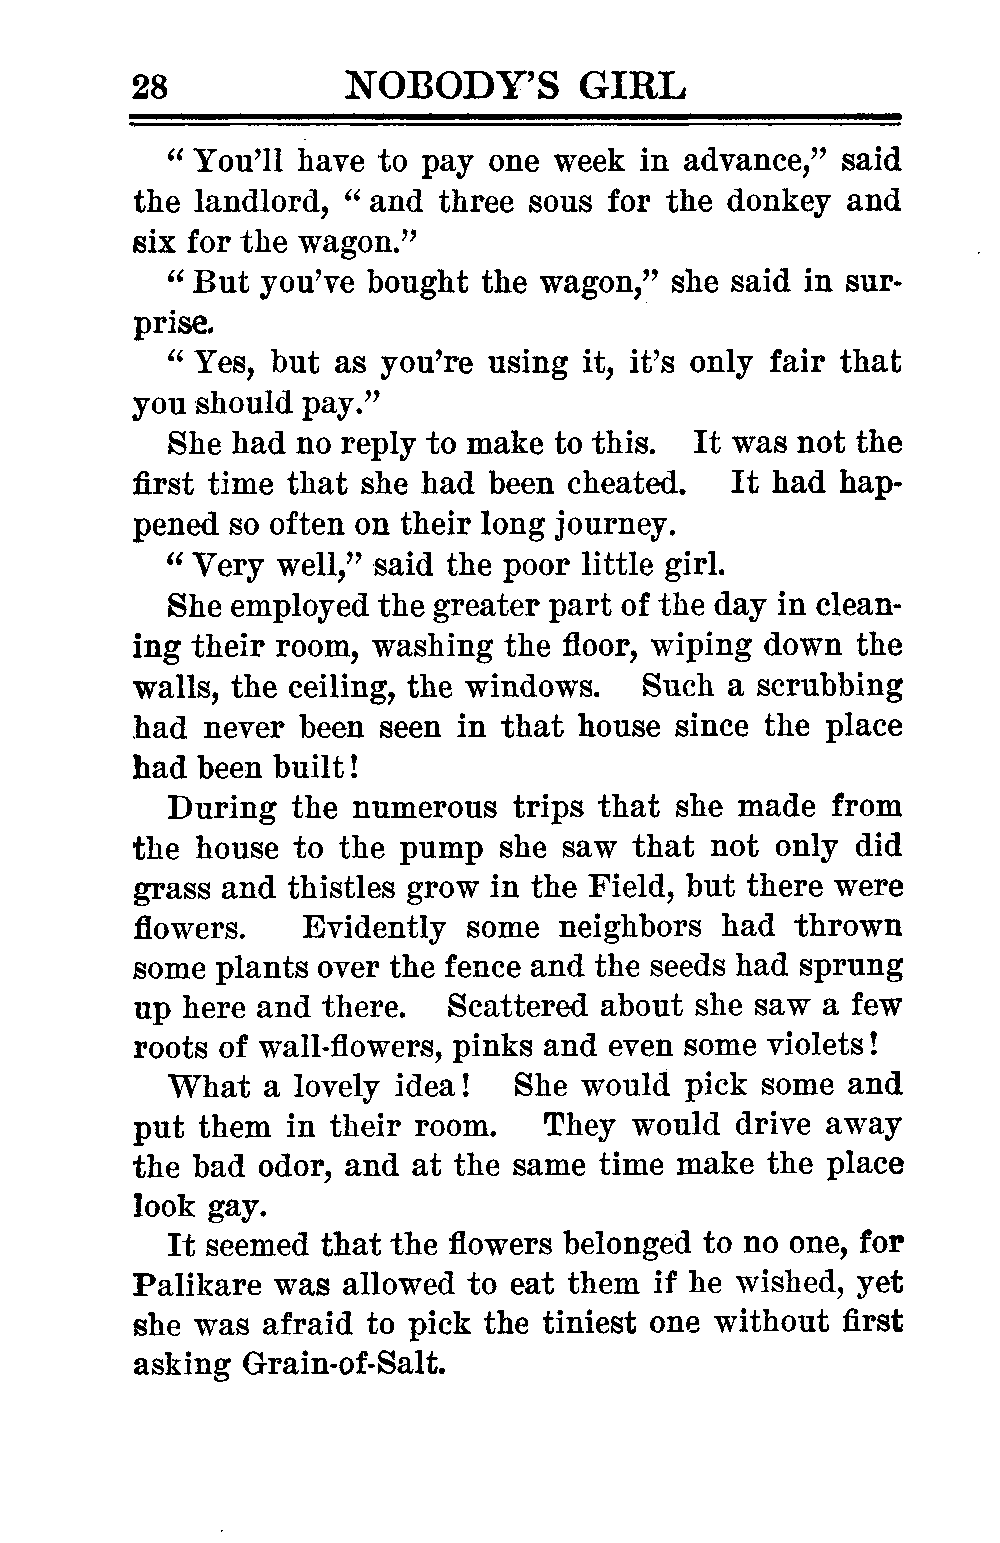 28 NOBODY'S GIRL
" You'll have to pay one week in advance," said
the landlord, " and three sous for the donkey and
six for the wagon."
" But you've bought the wagon," she said in sur-
prise.
" Yes, but as you're using it, it's only fair that
you should pay."
She had no reply to make to this. It was not the
first time that she had been cheated. It had hap-
pened so often on their long journey.
" Very well," said the poor little girl.
She employed the greater part of the day in clean-
ing their room, washing the floor, wiping down the
walls, the ceiling, the windows. Such a scrubbing
had never been seen in that house since the place
had been built!
During the numerous trips that she made from
the house to the pump she saw that not only did
grass and thistles grow in the Field, but there were
flowers. Evidently some neighbors had thrown
some plants over the fence and the seeds had sprung
up here and there. Scattered about she saw a few
roots of wall-flowers, pinks and even some violets!
What a lovely idea! She would pick some and
put them in their room. They would drive away
the bad odor, and at the same time make the place
look gay.
It seemed that the flowers belonged to no one, for
Palikare was allowed to eat them if he wished, yet
she was afraid to pick the tiniest one without first
asking Grain-of-Salt.